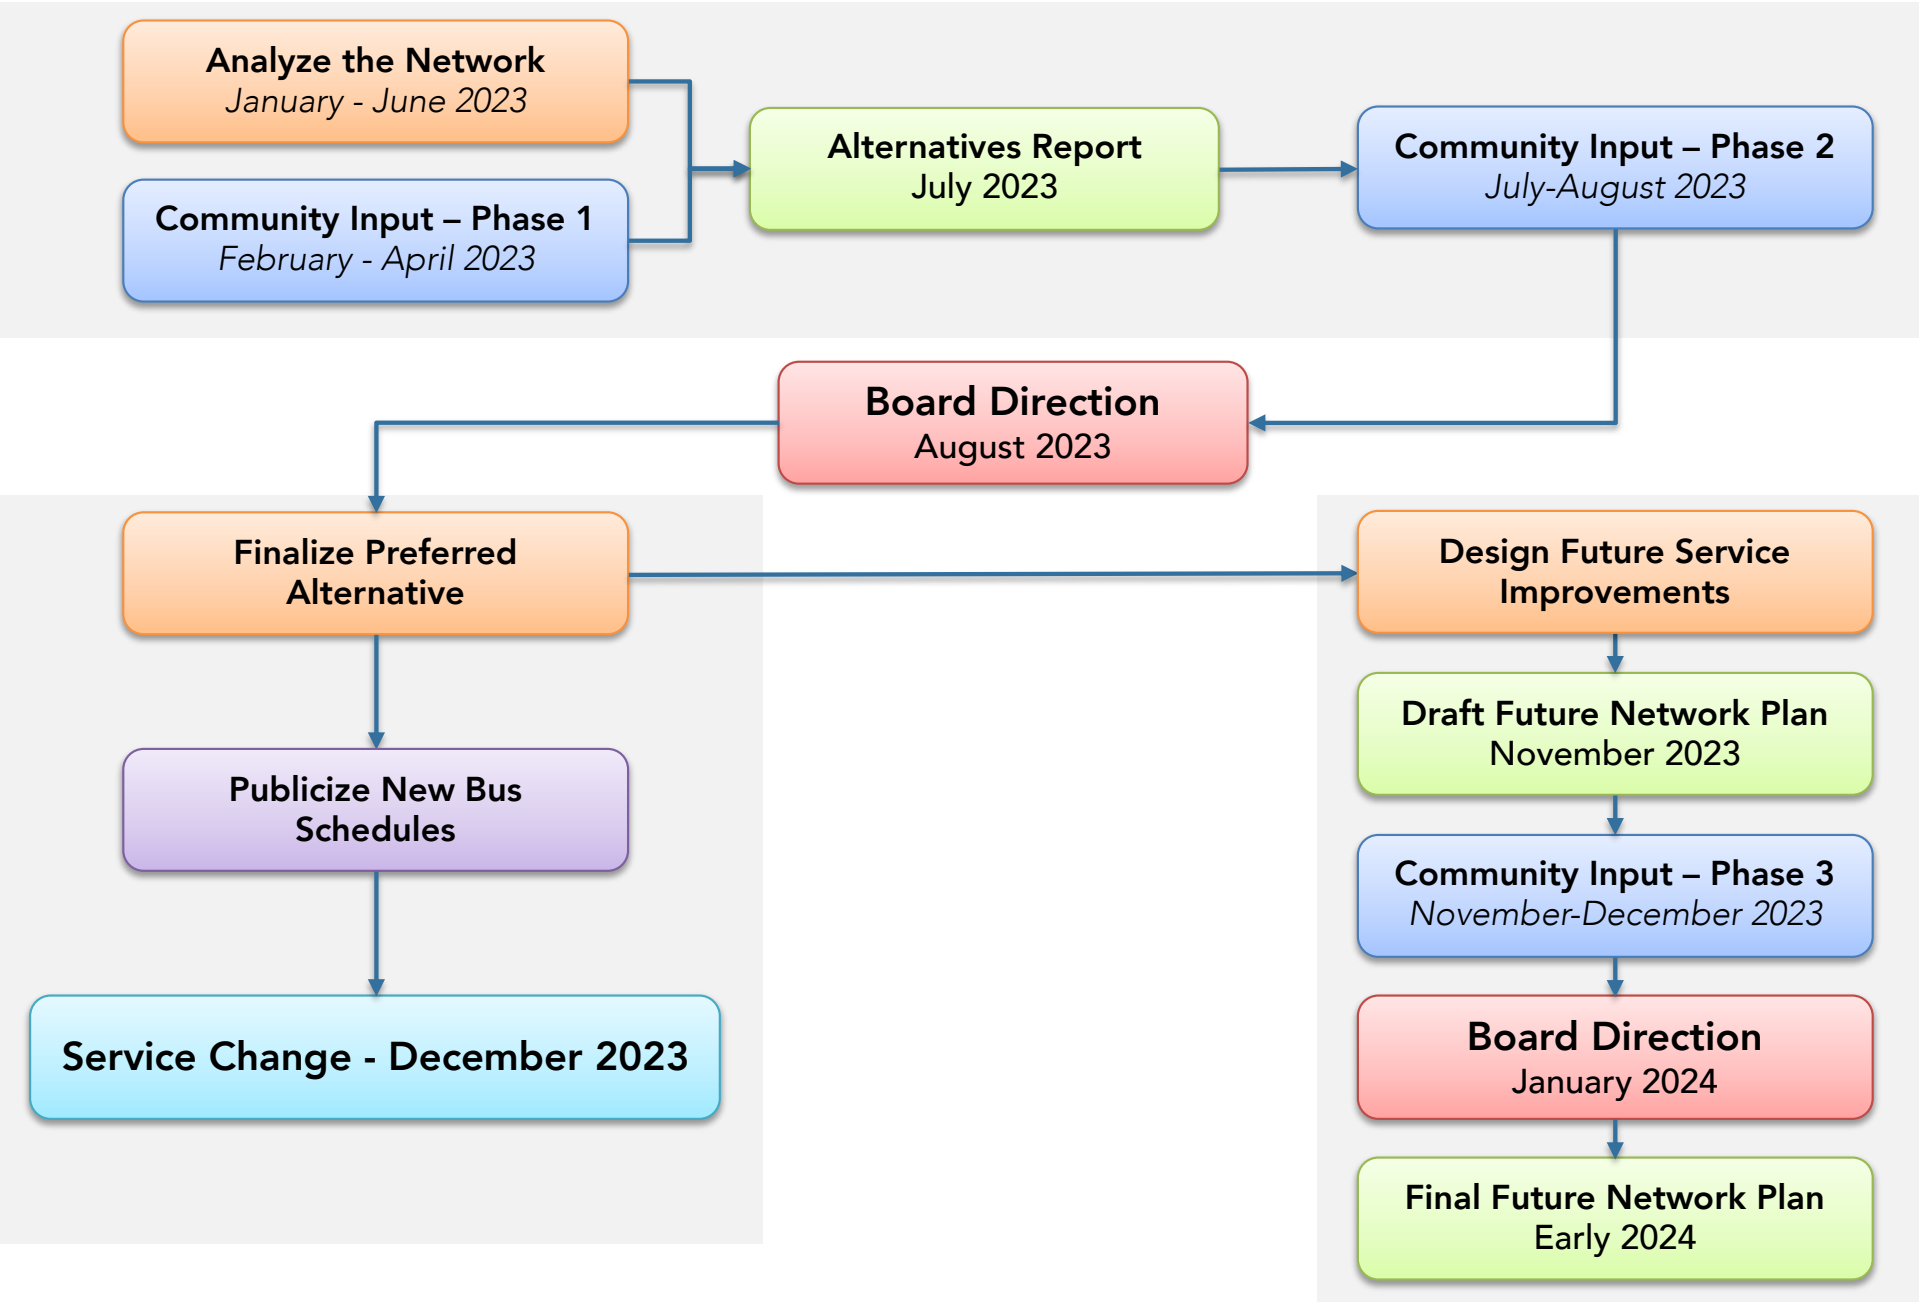 Analyze the Network
January - June 2023
Community Input – Phase 1
February - April 2023
Alternatives Report
July 2023
Community Input – Phase 2
July-August 2023
Board Direction
August 2023
Finalize Preferred
Alternative
Publicize New Bus
Schedules
Service Change - December 2023
Design Future Service
Improvements
Draft Future Network Plan
November 2023
Community Input – Phase 3
November-December 2023
Board Direction
January 2024
Final Future Network Plan
Early 2024